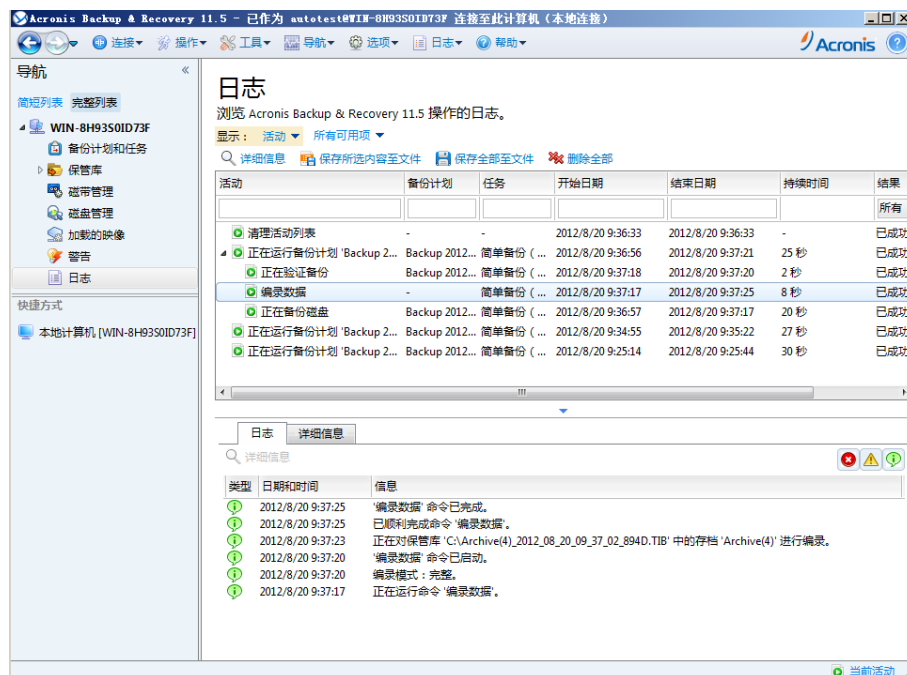 Acronis Backup & Recovery 11.5 - 已作为 autotest@WIN-8H93S0ID73F 连接至此计算机（本地连接）
连接 操作 工具 导航 选项 日志 帮助 Acronis
导航
简短列表 完整列表
WIN-8H93S0ID73F
备份计划和任务
保管库
磁带管理
磁盘管理
加载的映像
警告
日志
快捷方式
本地计算机 [WIN-8H93S0ID73F]
日志
浏览 Acronis Backup & Recovery 11.5 操作的日志。
显示： 活动 所有可用项
详细信息 保存所选内容至文件 保存全部至文件 删除全部
活动 备份计划 任务 开始日期 结束日期 持续时间 结果
所有
清理活动列表 - - 2012/8/20 9:36:33 2012/8/20 9:36:33 - 已成功
正在运行备份计划 'Backup 2... Backup 2012... 简单备份 ( ... 2012/8/20 9:36:56 2012/8/20 9:37:21 25 秒 已成功
正在验证备份 Backup 2012... 简单备份 ( ... 2012/8/20 9:37:18 2012/8/20 9:37:20 2 秒 已成功
编录数据 - 简单备份 ( ... 2012/8/20 9:37:17 2012/8/20 9:37:25 8 秒 已成功
正在备份磁盘 Backup 2012... 简单备份 ( ... 2012/8/20 9:36:57 2012/8/20 9:37:17 20 秒 已成功
正在运行备份计划 'Backup 2... Backup 2012... 简单备份 ( ... 2012/8/20 9:34:55 2012/8/20 9:35:22 27 秒 已成功
正在运行备份计划 'Backup 2... Backup 2012... 简单备份 ( ... 2012/8/20 9:25:14 2012/8/20 9:25:44 30 秒 已成功
日志 详细信息
详细信息
类型 日期和时间 信息
2012/8/20 9:37:25 '编录数据' 命令已完成。
2012/8/20 9:37:25 已顺利完成命令 '编录数据'。
2012/8/20 9:37:23 正在对保管库 'C:\Archive(4)_2012_08_20_09_37_02_894D.TIB' 中的存档 'Archive(4)' 进行编录。
2012/8/20 9:37:20 '编录数据' 命令已启动。
2012/8/20 9:37:20 编录模式：完整。
2012/8/20 9:37:17 正在运行命令 '编录数据'。
当前活动